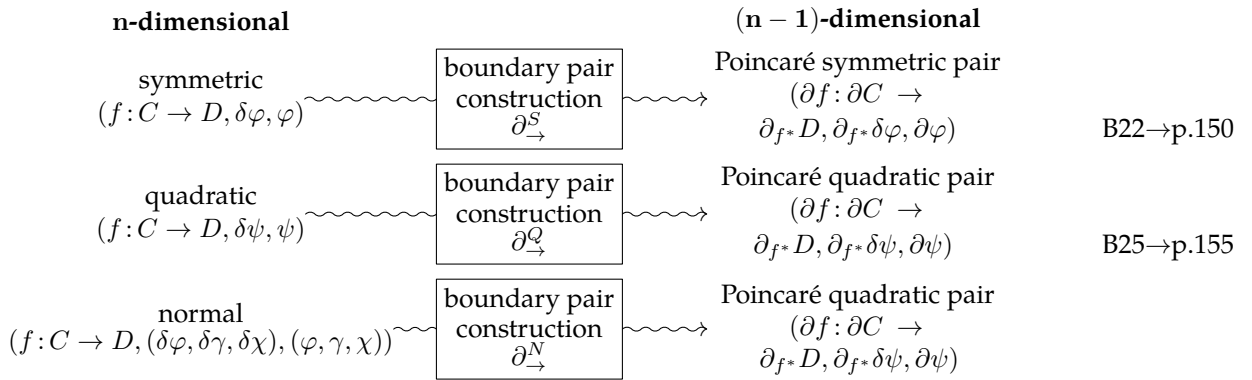 n-dimensional (n − 1)-dimensional
symmetric
(f : C → D, δφ, φ)
boundary pair
construction
∂^S_→
Poincaré symmetric pair
(∂f : ∂C →
∂_{f*}D, ∂_{f*}δφ, ∂φ)
B22→p.150
quadratic
(f : C → D, δψ, ψ)
boundary pair
construction
∂^Q_→
Poincaré quadratic pair
(∂f : ∂C →
∂_{f*}D, ∂_{f*}δψ, ∂ψ)
B25→p.155
normal
(f : C → D, (δφ, δγ, δχ), (φ, γ, χ))
boundary pair
construction
∂^N_→
Poincaré quadratic pair
(∂f : ∂C →
∂_{f*}D, ∂_{f*}δψ, ∂ψ)